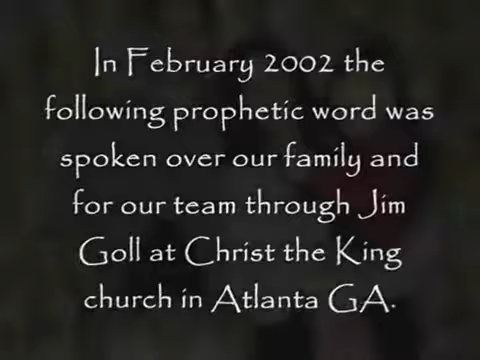 In February 2002 the
following prophetic word was
spoken over our family and
for our team through Jim
Goll at Christ the King
church in Atlanta GA.